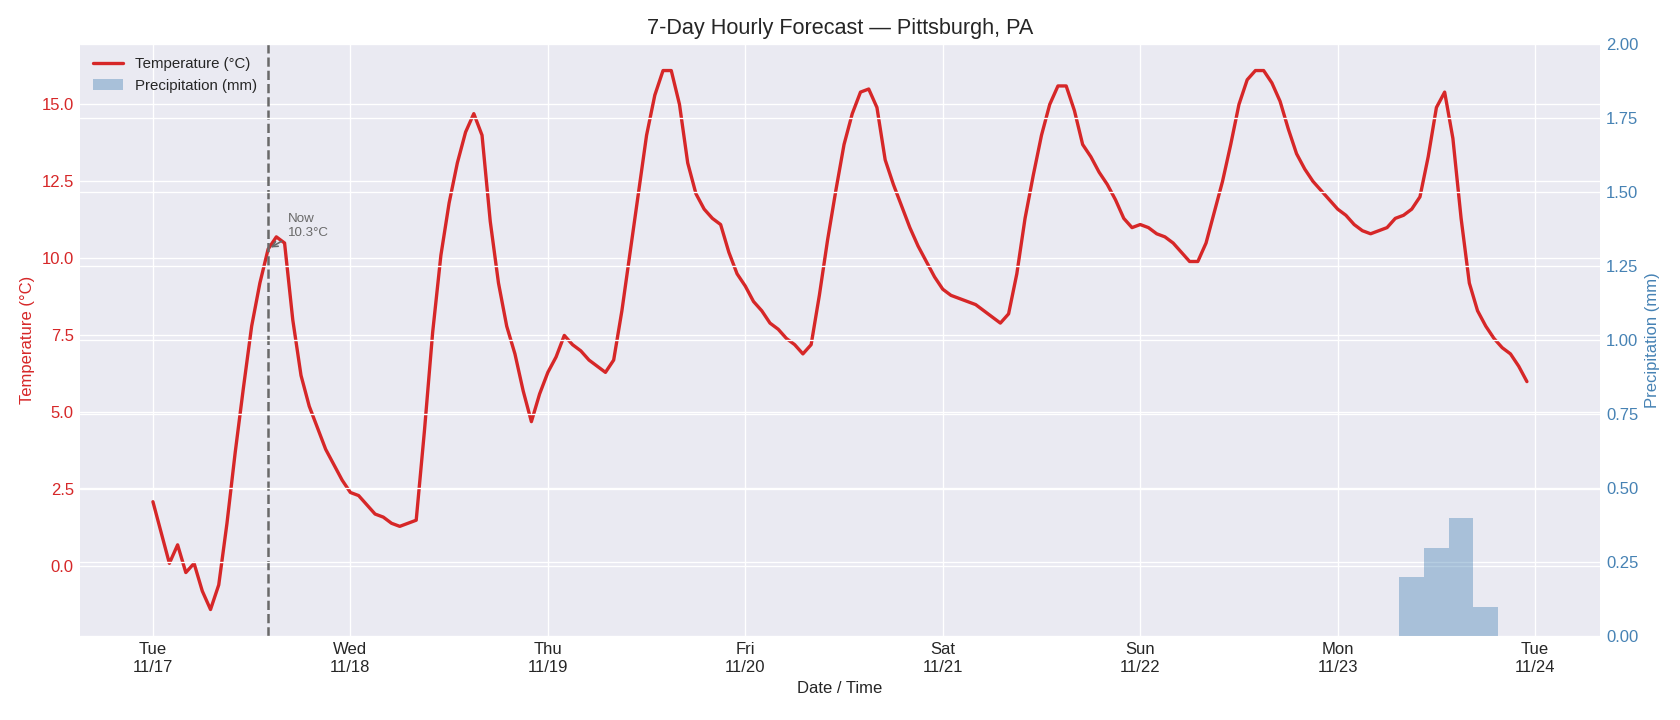 7-Day Hourly Forecast — Pittsburgh, PA
Temperature (°C)
Precipitation (mm)
Now
10.3°C
Temperature (°C)
15.0
12.5
10.0
7.5
5.0
2.5
0.0
2.00
1.75
1.50
1.25
1.00
0.75
0.50
0.25
0.00
Precipitation (mm)
Tue
11/17
Wed
11/18
Thu
11/19
Fri
11/20
Sat
11/21
Sun
11/22
Mon
11/23
Tue
11/24
Date / Time